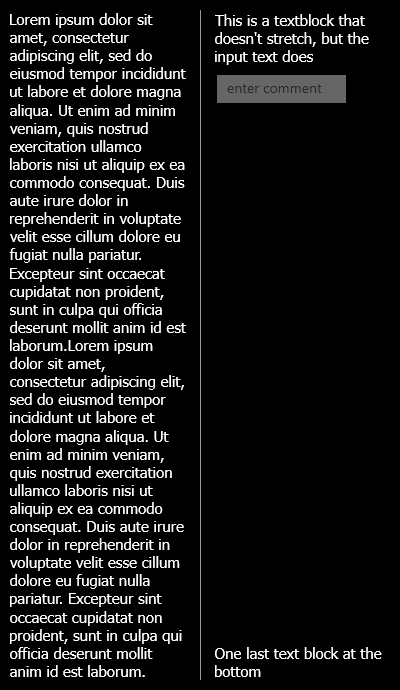 Lorem ipsum dolor sit
amet, consectetur
adipiscing elit, sed do
eiusmod tempor incididunt
ut labore et dolore magna
aliqua. Ut enim ad minim
veniam, quis nostrud
exercitation ullamco
laboris nisi ut aliquip ex ea
commodo consequat. Duis
aute irure dolor in
reprehenderit in voluptate
velit esse cillum dolore eu
fugiat nulla pariatur.
Excepteur sint occaecat
cupidatat non proident,
sunt in culpa qui officia
deserunt mollit anim id est
laborum.Lorem ipsum
dolor sit amet,
consectetur adipiscing elit,
sed do eiusmod tempor
incididunt ut labore et
dolore magna aliqua. Ut
enim ad minim veniam,
quis nostrud exercitation
ullamco laboris nisi ut
aliquip ex ea commodo
consequat. Duis aute irure
dolor in reprehenderit in
voluptate velit esse cillum
dolore eu fugiat nulla
pariatur. Excepteur sint
occaecat cupidatat non
proident, sunt in culpa qui
officia deserunt mollit
anim id est laborum.
This is a textblock that
doesn't stretch, but the
input text does
enter comment
One last text block at the
bottom